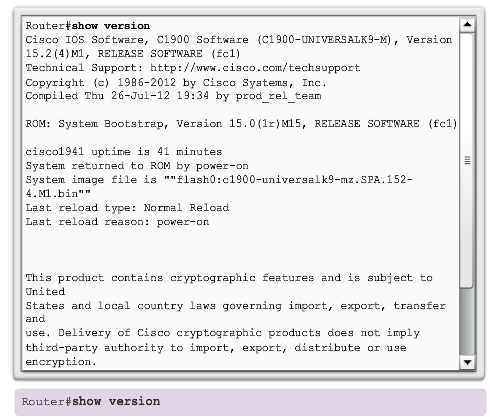 Router#show version
Cisco IOS Software, C1900 Software (C1900-UNIVERSALK9-M), Version
15.2(4)M1, RELEASE SOFTWARE (fc1)
Technical Support: http://www.cisco.com/techsupport
Copyright (c) 1986-2012 by Cisco Systems, Inc.
Compiled Thu 26-Jul-12 19:34 by prod_rel_team
ROM: System Bootstrap, Version 15.0(1r)M15, RELEASE SOFTWARE (fc1)
cisco1941 uptime is 41 minutes
System returned to ROM by power-on
System image file is ""flash0:c1900-universalk9-mz.SPA.152-
4.M1.bin""
Last reload type: Normal Reload
Last reload reason: power-on
This product contains cryptographic features and is subject to
United
States and local country laws governing import, export, transfer
and
use. Delivery of Cisco cryptographic products does not imply
third-party authority to import, export, distribute or use
encryption.
Router#show version